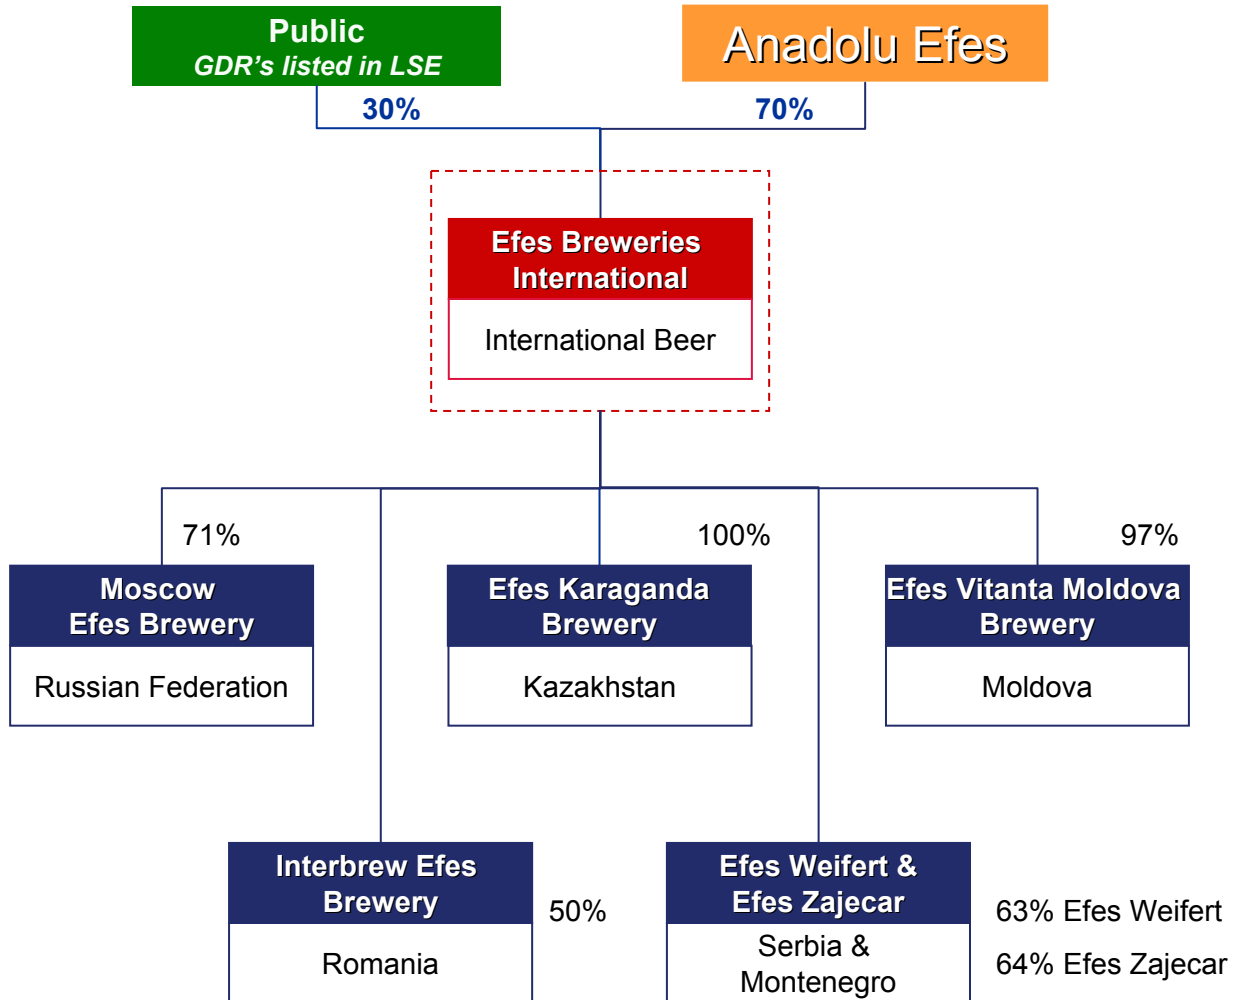 Public
GDR's listed in LSE
Anadolu Efes
30%
70%
Efes Breweries
International
International Beer
71%
100%
97%
Moscow
Efes Brewery
Russian Federation
Efes Karaganda
Brewery
Kazakhstan
Efes Vitanta Moldova
Brewery
Moldova
Interbrew Efes
Brewery
Romania
50%
Efes Weifert &
Efes Zajecar
Serbia &
Montenegro
63% Efes Weifert
64% Efes Zajecar